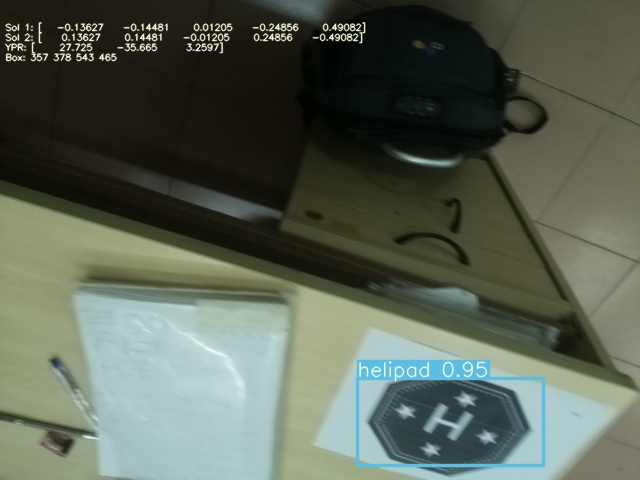 Sol 1: [ -0.13627 -0.14481 0.01205 -0.24856 0.49082]
Sol 2: [ 0.13627 0.14481 -0.01205 0.24856 -0.49082]
YPR: [ 27.725 -35.665 3.2597]
Box: 357 378 543 465
helipad 0.95
H